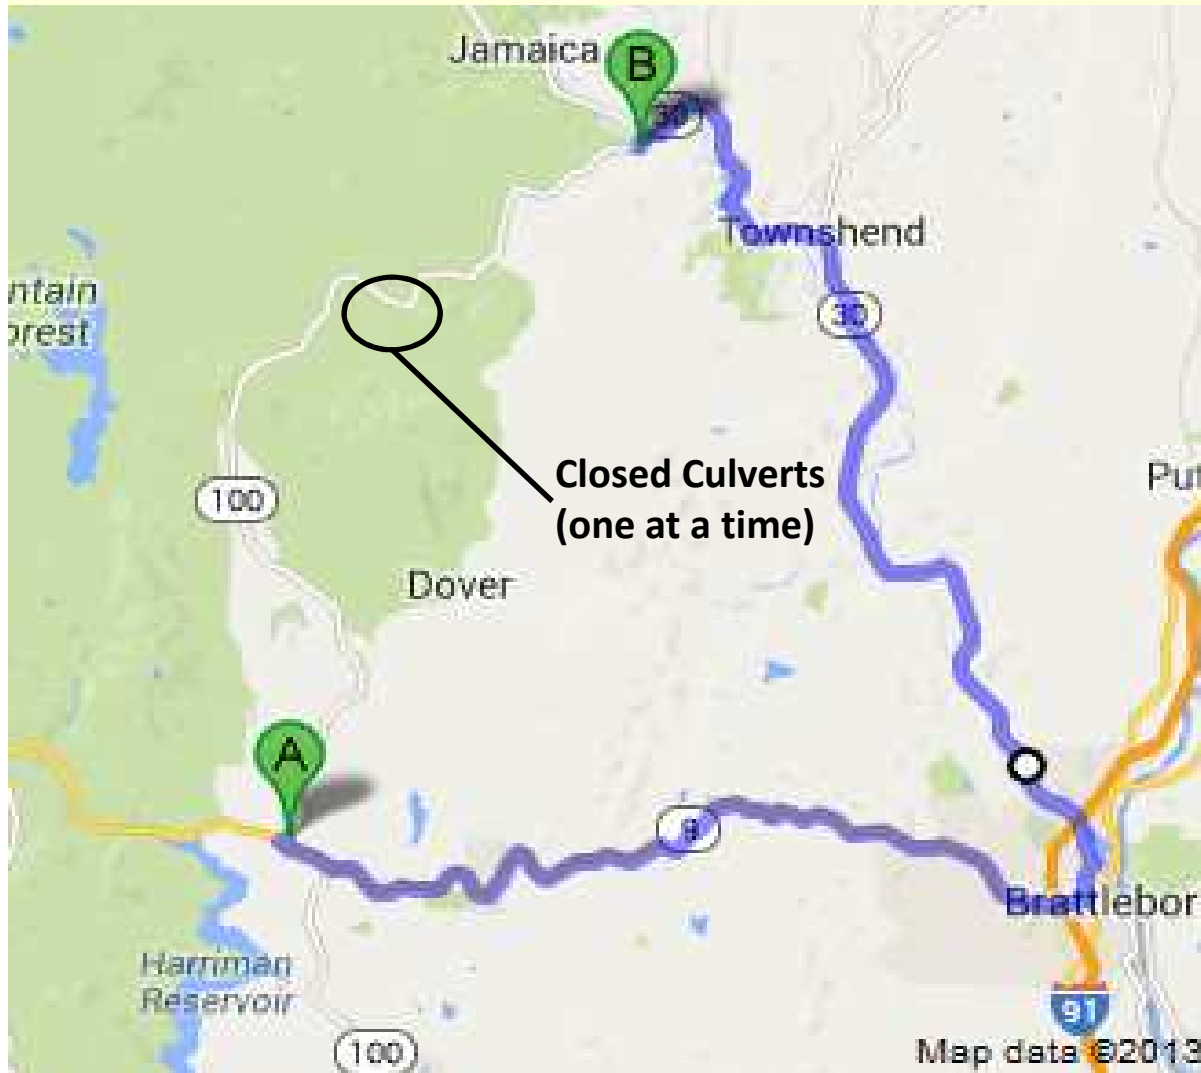 Jamaica
B
30
Townshend
ntain
orest
30
100
Closed Culverts
(one at a time)
Put
Dover
A
9
Brattlebor
Harriman
Reservoir
91
100
Map data ©2013